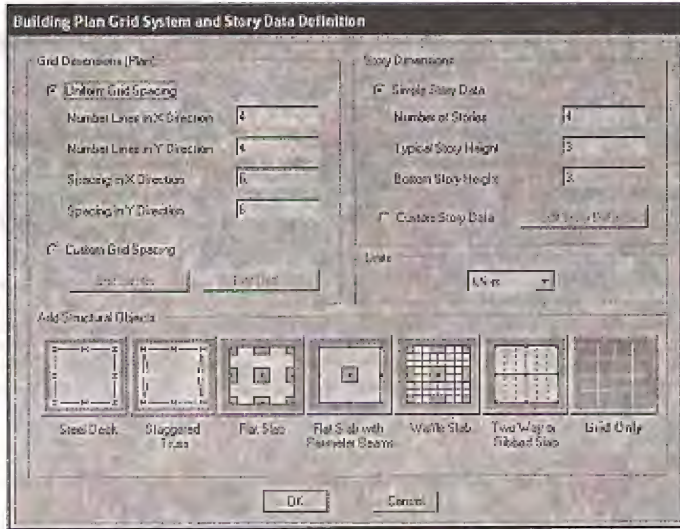 Building Plan Grid System and Story Data Definition
Grid Dimensions (Plan)
Uniform Grid Spacing
Number Lines in X Direction 4
Number Lines in Y Direction 4
Spacing in X Direction 6
Spacing in Y Direction 6
Custom Grid Spacing
Story Dimensions
Simple Story Data
Number of Stories 4
Typical Story Height 3
Bottom Story Height 3
Custom Story Data
Units
Add Structural Objects
Steel Deck
Staggered Truss
Flat Slab
Flat Slab with Perimeter Beams
Waffle Slab
Two Way or Ribbed Slab
Grid Only
OK
Cancel